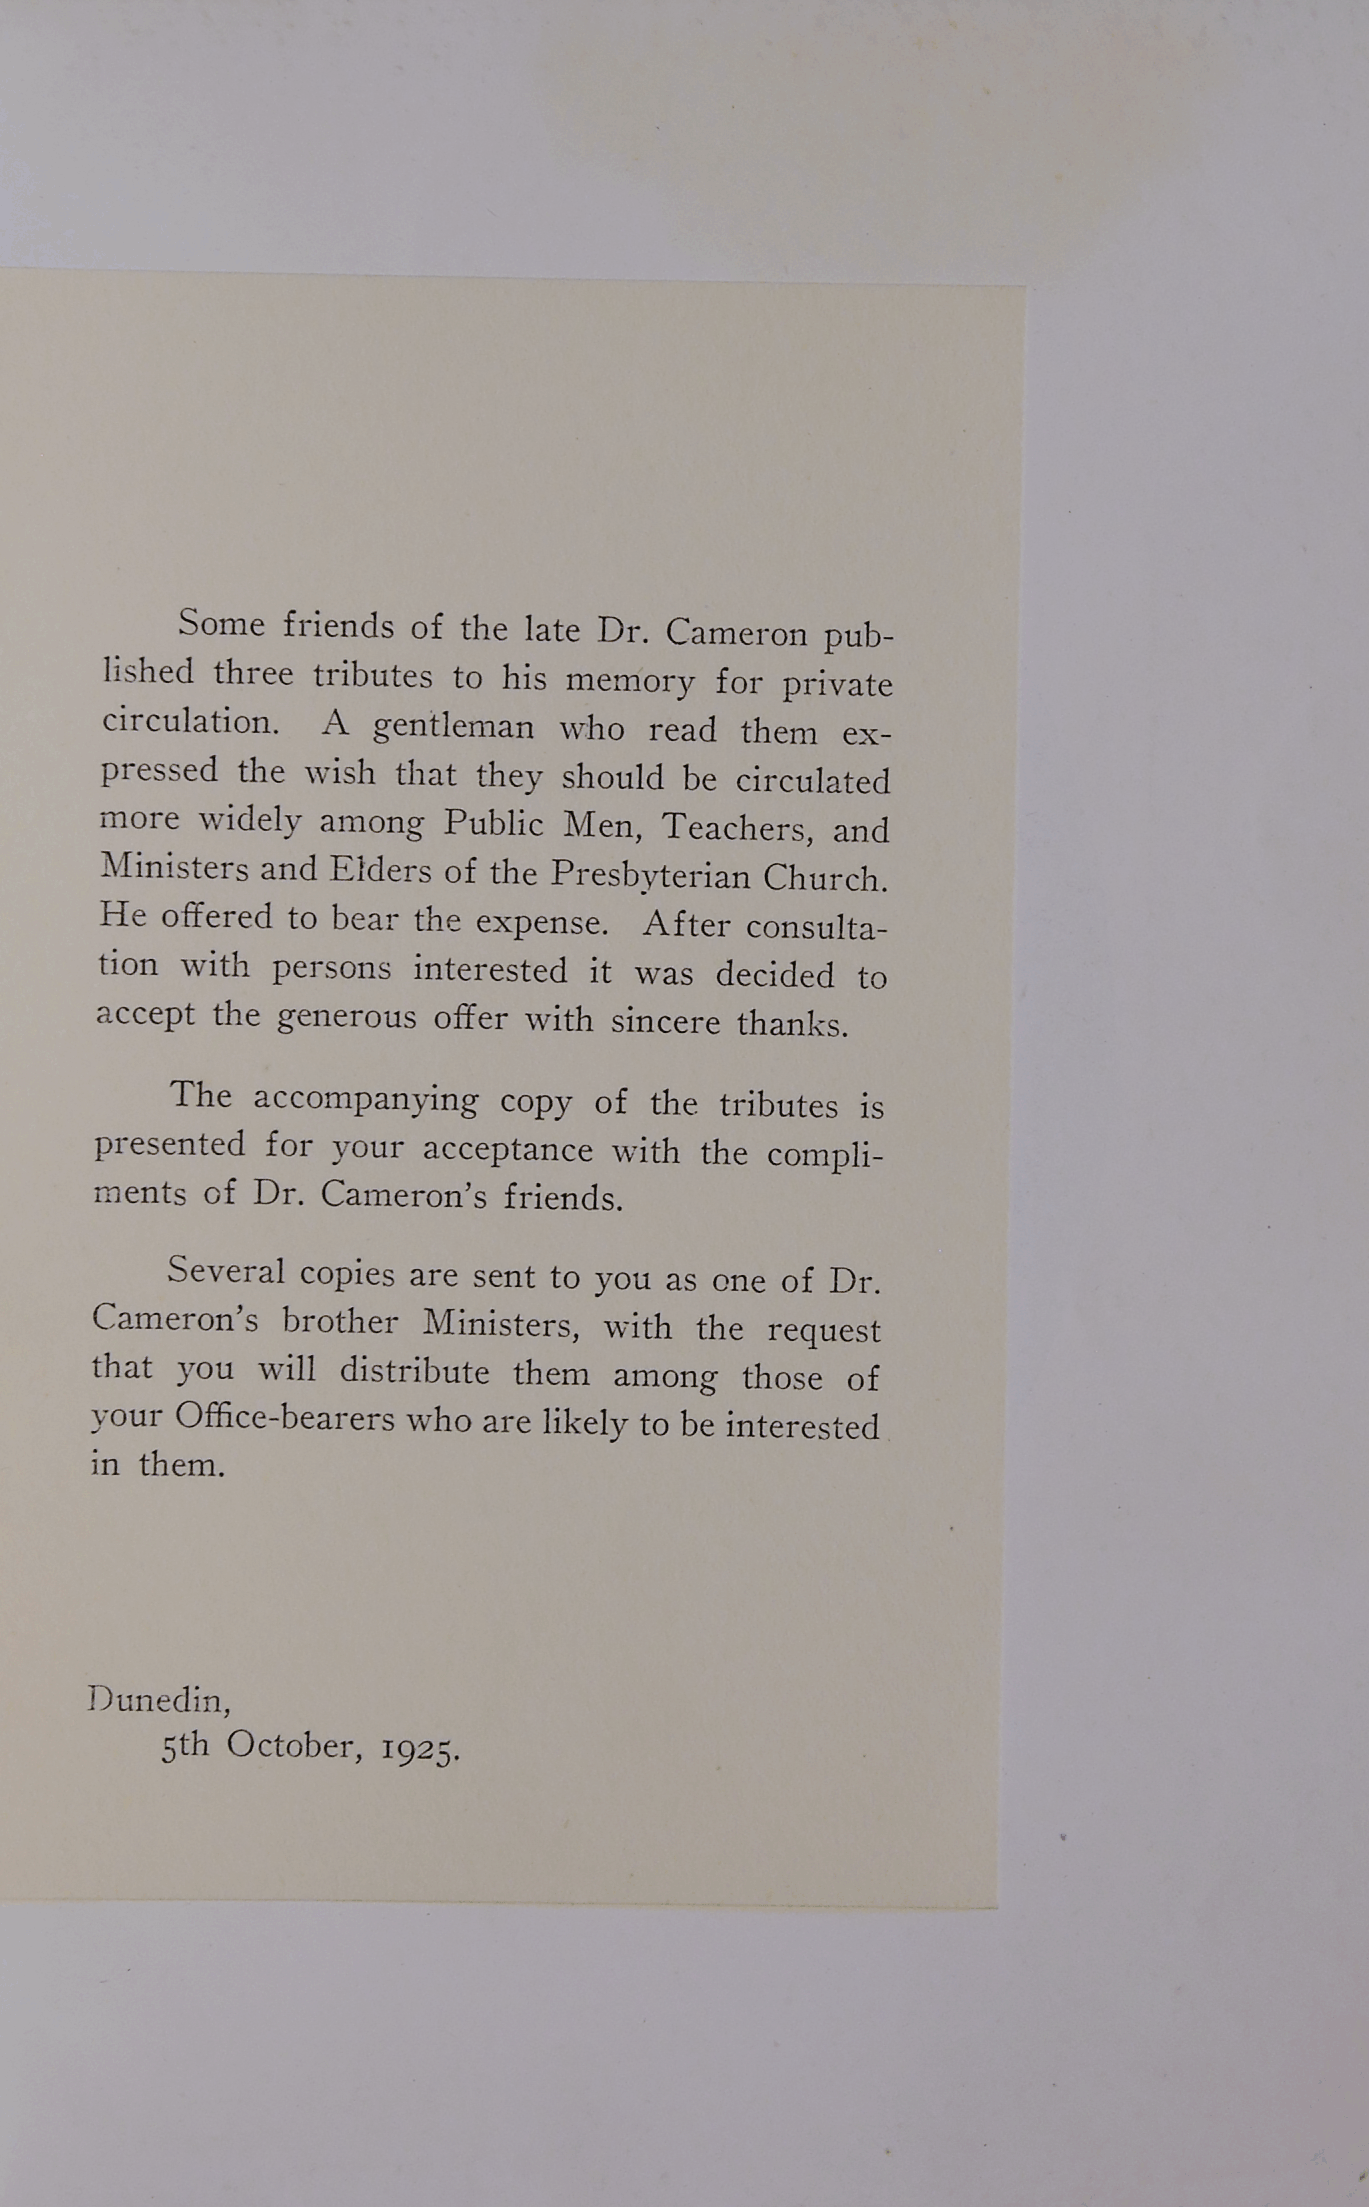 Some friends of the late Dr. Cameron pub-
lished three tributes to his memory for private
circulation. A gentleman who read them ex-
pressed the wish that they should be circulated
more widely among Public Men, Teachers, and
Ministers and Elders of the Presbyterian Church.
He offered to bear the expense. After consulta-
tion with persons interested it was decided to
accept the generous offer with sincere thanks.
The accompanying copy of the tributes is
presented for your acceptance with the compli-
ments of Dr. Cameron's friends.
Several copies are sent to you as one of Dr.
Cameron's brother Ministers, with the request
that you will distribute them among those of
your Office-bearers who are likely to be interested
in them.
Dunedin,
5th October, 1925.